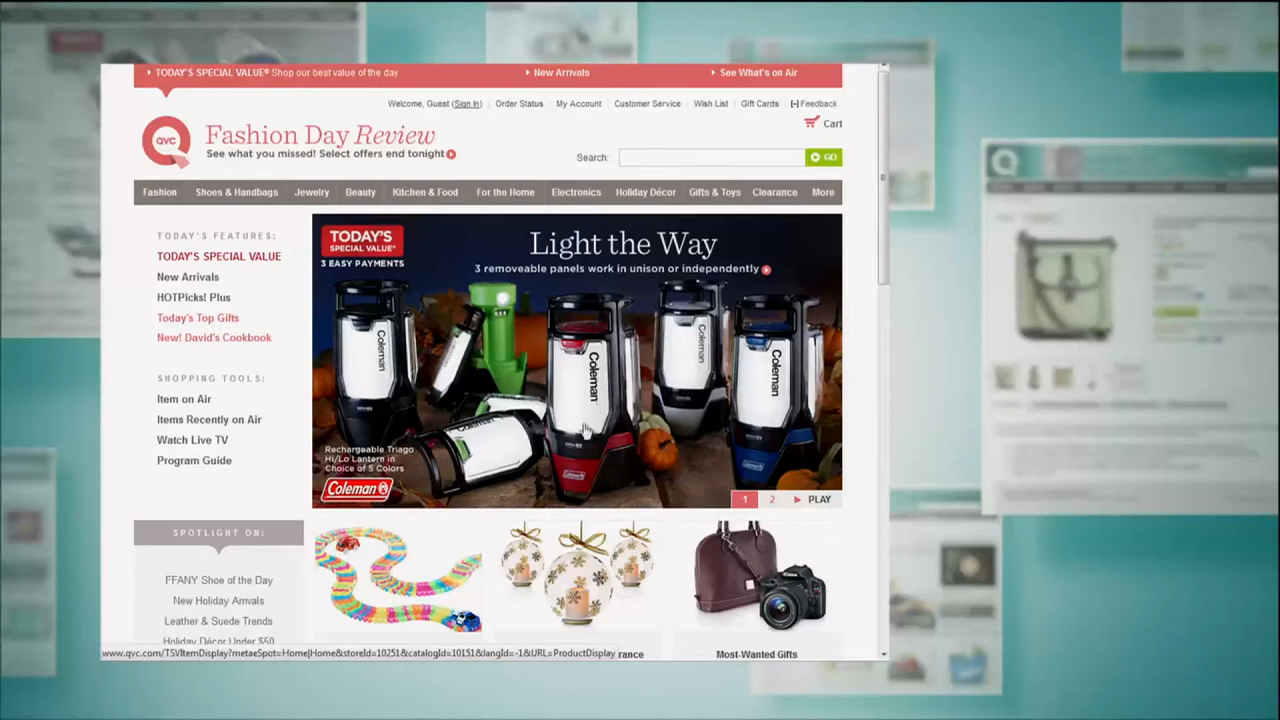 TODAY'S SPECIAL VALUE® Shop our best value of the day
New Arrivals
See What's on Air
Welcome, Guest (Sign In)
Order Status
My Account
Customer Service
Wish List
Gift Cards
[-] Feedback
Cart
QVC
Fashion Day Review
See what you missed! Select offers end tonight
Search:
GO
Fashion
Shoes & Handbags
Jewelry
Beauty
Kitchen & Food
For the Home
Electronics
Holiday Décor
Gifts & Toys
Clearance
More
TODAY'S FEATURES:
TODAY'S SPECIAL VALUE
New Arrivals
HOTPicks! Plus
Today's Top Gifts
New! David's Cookbook
SHOPPING TOOLS:
Item on Air
Items Recently on Air
Watch Live TV
Program Guide
TODAY'S
SPECIAL VALUE®
3 EASY PAYMENTS
Light the Way
3 removeable panels work in unison or independently
Coleman
Coleman
Coleman
Coleman
Coleman
Rechargeable Triago
Hi/Lo Lantern in
Choice of 5 Colors
Coleman
1
2
PLAY
SPOTLIGHT ON:
FFANY Shoe of the Day
New Holiday Arrivals
Leather & Suede Trends
Holiday Décor Under $50
www.qvc.com/TSVItemDisplay?metaeSpot=Home|Home&storeId=10251&catalogId=10151&langId=-1&URL=ProductDisplay
rance
Most-Wanted Gifts